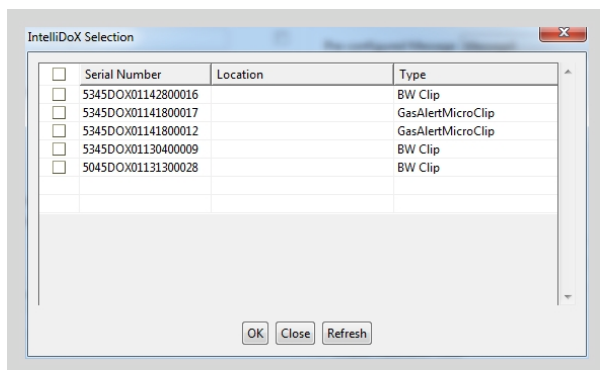 IntelliDoX Selection
Serial Number Location Type
5345DOX01142800016 BW Clip
5345DOX01141800017 GasAlertMicroClip
5345DOX01141800012 GasAlertMicroClip
5345DOX01130400009 BW Clip
5045DOX01131300028 BW Clip
OK Close Refresh